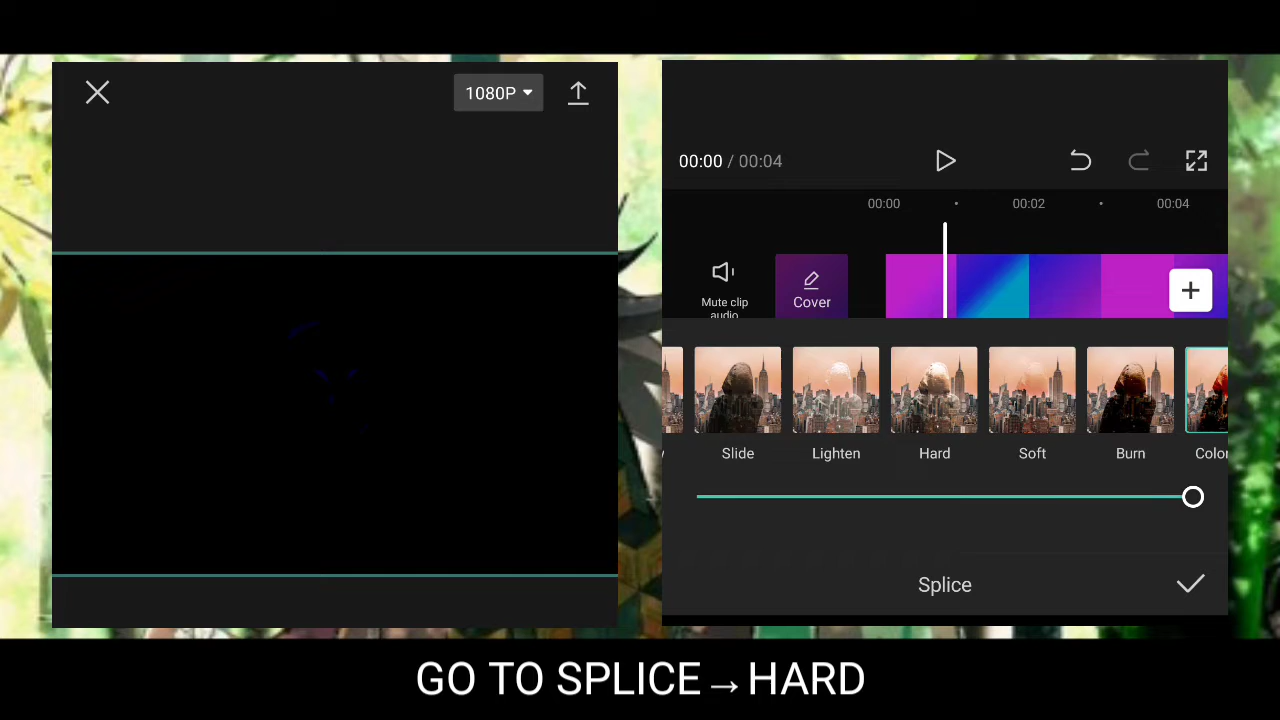 1080P
00:00 / 00:04
00:00 00:02 00:04
Mute clip
audio
Cover
Slide Lighten Hard Soft Burn Color
Splice
GO TO SPLICE→HARD